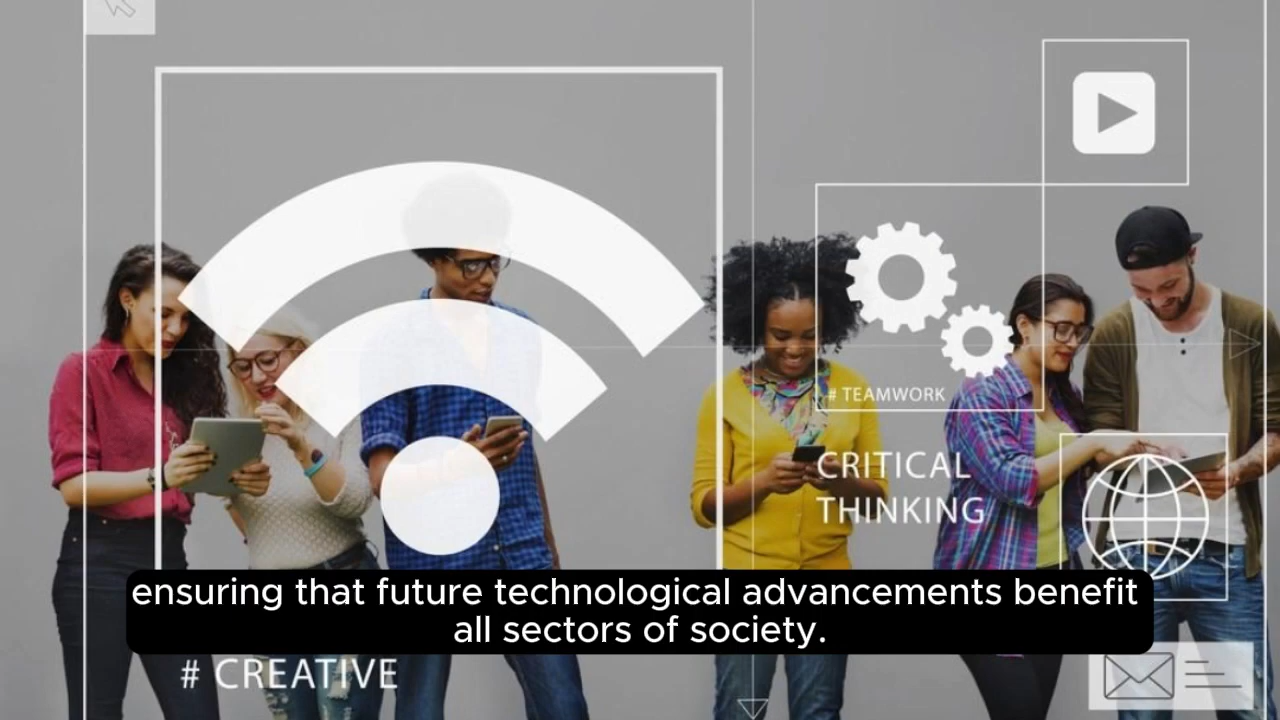 # TEAMWORK
CRITICAL
THINKING
ensuring that future technological advancements benefit
all sectors of society.
# CREATIVE